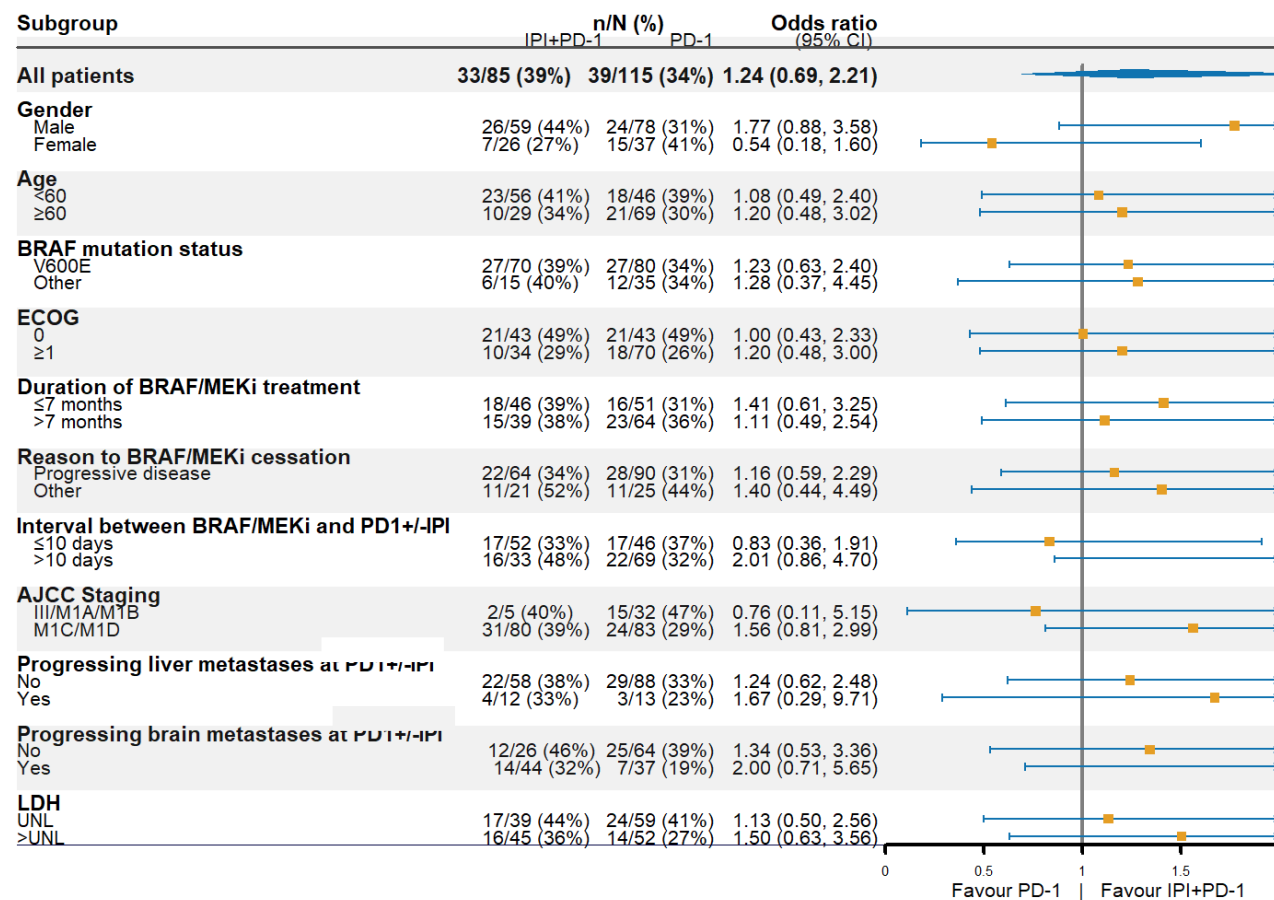 Subgroup n/N (%) Odds ratio
IPI+PD-1 PD-1 (95% CI)
All patients 33/85 (39%) 39/115 (34%) 1.24 (0.69, 2.21)
Gender
Male 26/59 (44%) 24/78 (31%) 1.77 (0.88, 3.58)
Female 7/26 (27%) 15/37 (41%) 0.54 (0.18, 1.60)
Age
<60 23/56 (41%) 18/46 (39%) 1.08 (0.49, 2.40)
≥60 10/29 (34%) 21/69 (30%) 1.20 (0.48, 3.02)
BRAF mutation status
V600E 27/70 (39%) 27/80 (34%) 1.23 (0.63, 2.40)
Other 6/15 (40%) 12/35 (34%) 1.28 (0.37, 4.45)
ECOG
0 21/43 (49%) 21/43 (49%) 1.00 (0.43, 2.33)
≥1 10/34 (29%) 18/70 (26%) 1.20 (0.48, 3.00)
Duration of BRAF/MEKi treatment
≤7 months 18/46 (39%) 16/51 (31%) 1.41 (0.61, 3.25)
>7 months 15/39 (38%) 23/64 (36%) 1.11 (0.49, 2.54)
Reason to BRAF/MEKi cessation
Progressive disease 22/64 (34%) 28/90 (31%) 1.16 (0.59, 2.29)
Other 11/21 (52%) 11/25 (44%) 1.40 (0.44, 4.49)
Interval between BRAF/MEKi and PD1+/-IPI
≤10 days 17/52 (33%) 17/46 (37%) 0.83 (0.36, 1.91)
>10 days 16/33 (48%) 22/69 (32%) 2.01 (0.86, 4.70)
AJCC Staging
III/M1A/M1B 2/5 (40%) 15/32 (47%) 0.76 (0.11, 5.15)
M1C/M1D 31/80 (39%) 24/83 (29%) 1.56 (0.81, 2.99)
Progressing liver metastases at PD1+/-IPI
No 22/58 (38%) 29/88 (33%) 1.24 (0.62, 2.48)
Yes 4/12 (33%) 3/13 (23%) 1.67 (0.29, 9.71)
Progressing brain metastases at PD1+/-IPI
No 12/26 (46%) 25/64 (39%) 1.34 (0.53, 3.36)
Yes 14/44 (32%) 7/37 (19%) 2.00 (0.71, 5.65)
LDH
UNL 17/39 (44%) 24/59 (41%) 1.13 (0.50, 2.56)
>UNL 16/45 (36%) 14/52 (27%) 1.50 (0.63, 3.56)
0 0.5 1 1.5
Favour PD-1 | Favour IPI+PD-1